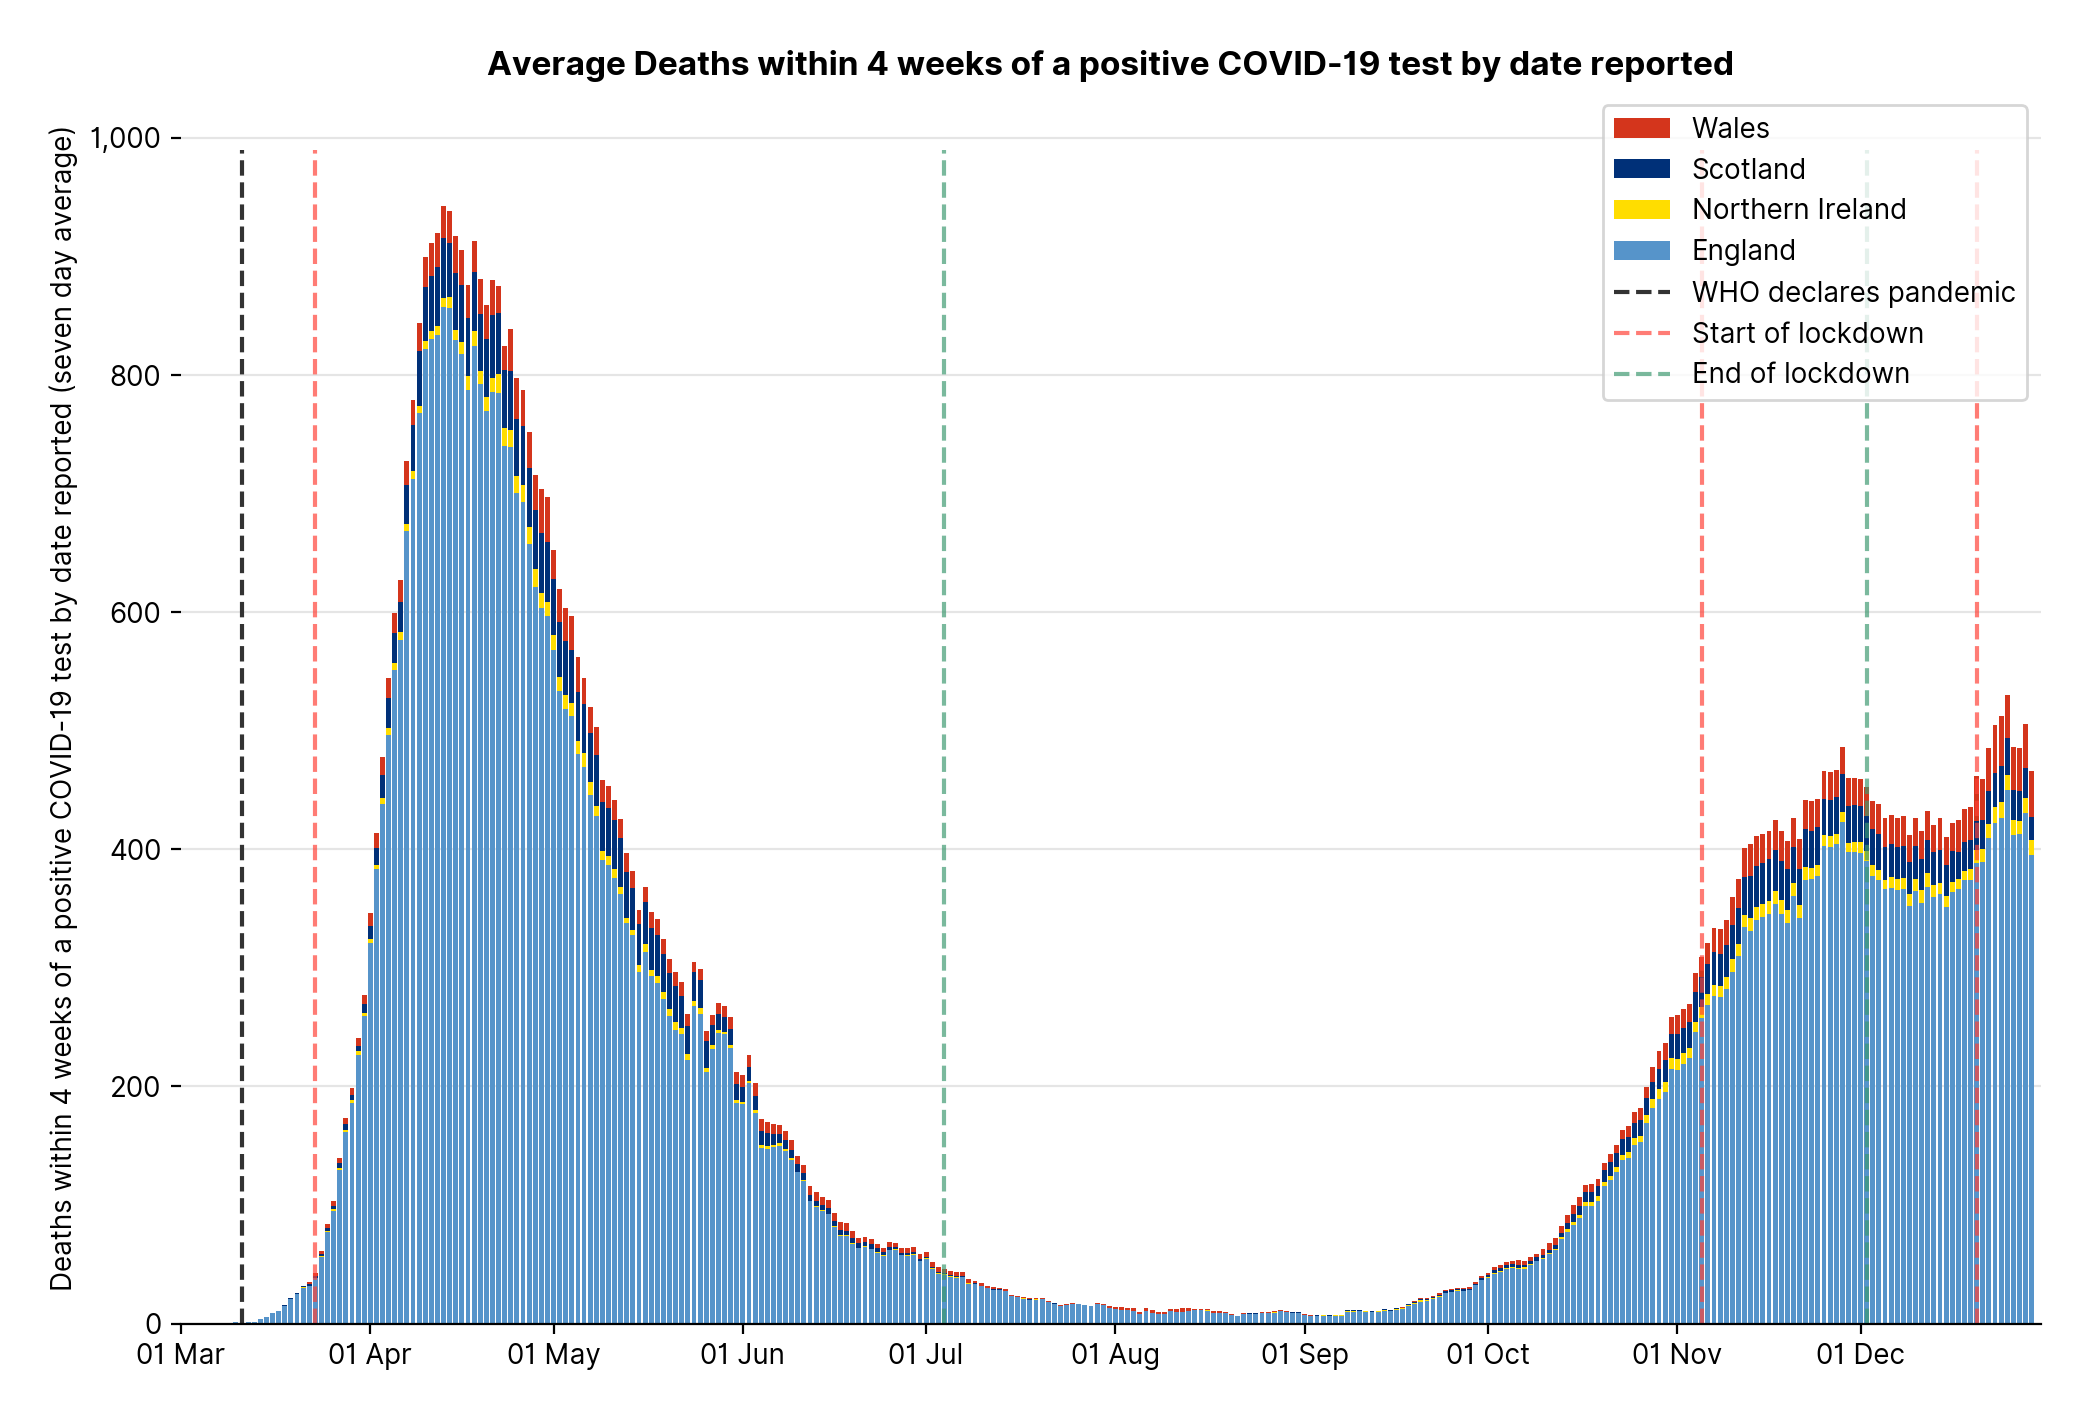 Average Deaths within 4 weeks of a positive COVID-19 test by date reported
Deaths within 4 weeks of a positive COVID-19 test by date reported (seven day average)
1,000
800
600
400
200
0
Wales
Scotland
Northern Ireland
England
WHO declares pandemic
Start of lockdown
End of lockdown
01 Mar
01 Apr
01 May
01 Jun
01 Jul
01 Aug
01 Sep
01 Oct
01 Nov
01 Dec